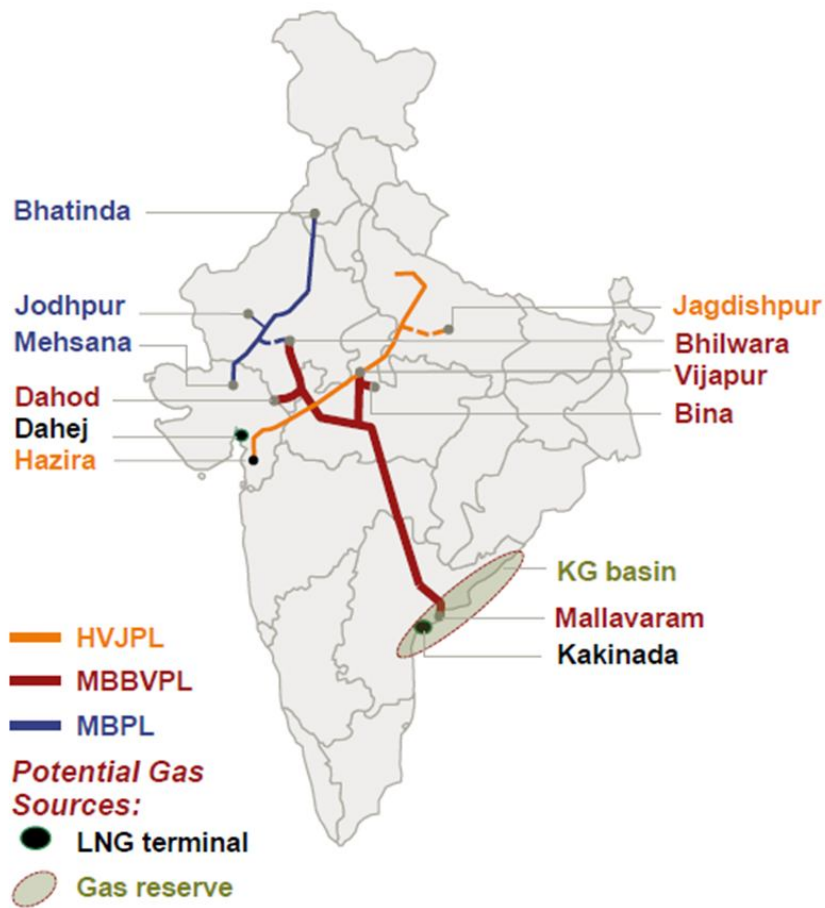 Bhatinda
Jodhpur
Mehsana
Dahod
Dahej
Hazira
Jagdishpur
Bhilwara
Vijapur
Bina
KG basin
Mallavaram
Kakinada
HVJPL
MBBVPL
MBPL
Potential Gas
Sources:
LNG terminal
Gas reserve